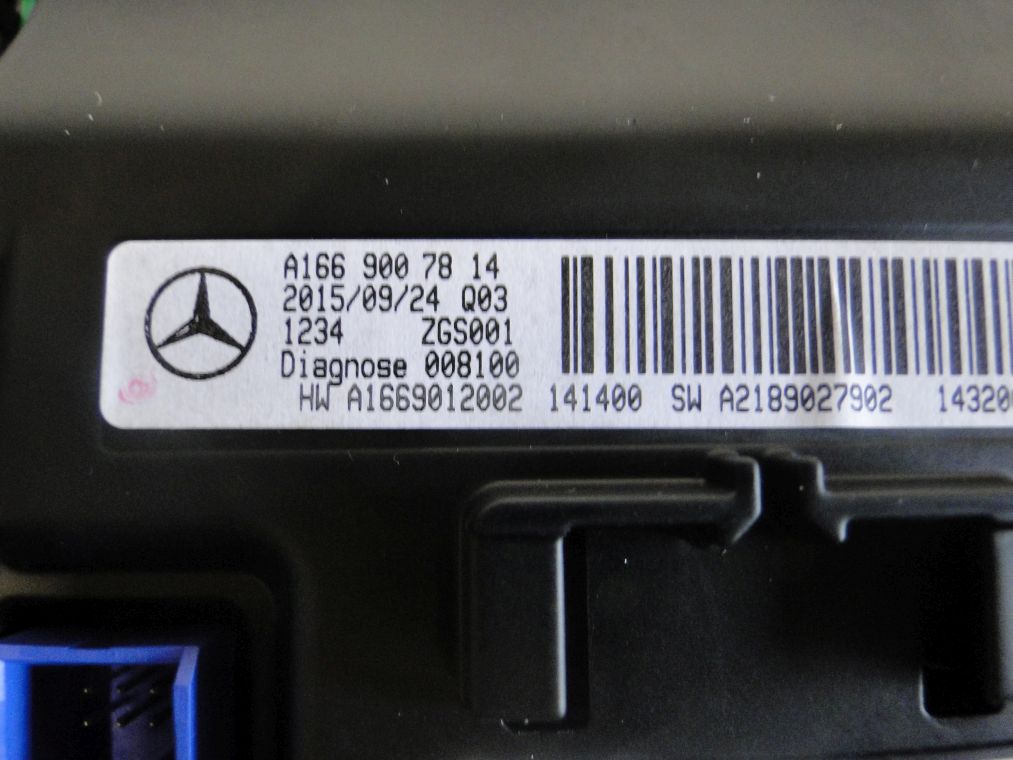 A166 900 78 14
2015/09/24 Q03
1234 ZGS001
Diagnose 008100
HW A1669012002 141400 SW A2189027902